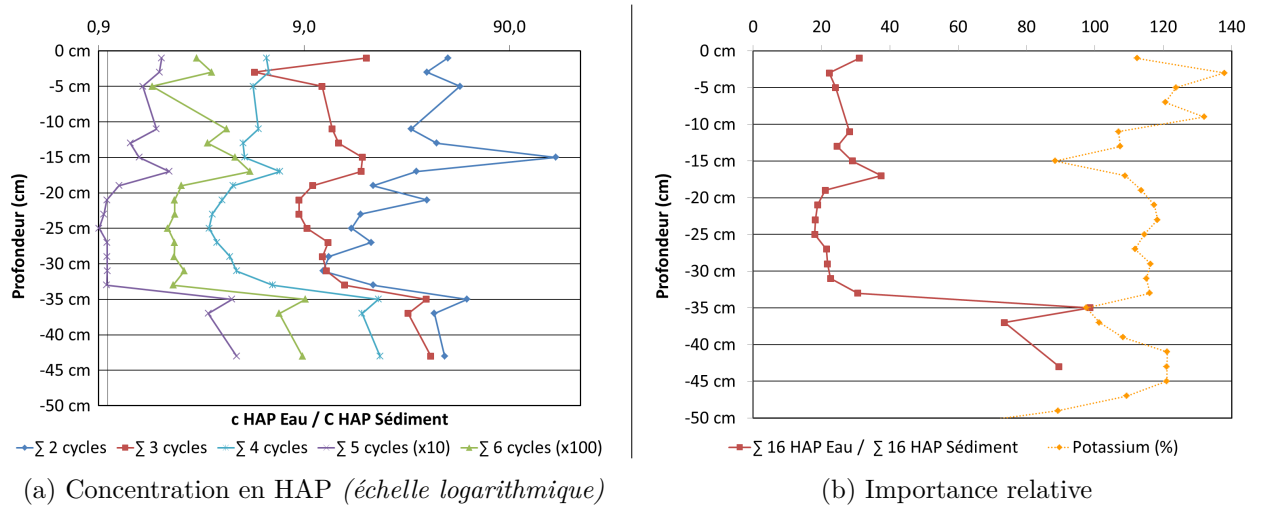 0,9 9,0 90,0
0 cm
-5 cm
-10 cm
-15 cm
-20 cm
-25 cm
-30 cm
-35 cm
-40 cm
-45 cm
-50 cm
Profondeur (cm)
c HAP Eau / C HAP Sédiment
∑ 2 cycles ∑ 3 cycles ∑ 4 cycles ∑ 5 cycles (x10) ∑ 6 cycles (x100)
(a) Concentration en HAP (échelle logarithmique)
0 20 40 60 80 100 120 140
0 cm
-5 cm
-10 cm
-15 cm
-20 cm
-25 cm
-30 cm
-35 cm
-40 cm
-45 cm
-50 cm
Profondeur (cm)
∑ 16 HAP Eau / ∑ 16 HAP Sédiment Potassium (%)
(b) Importance relative